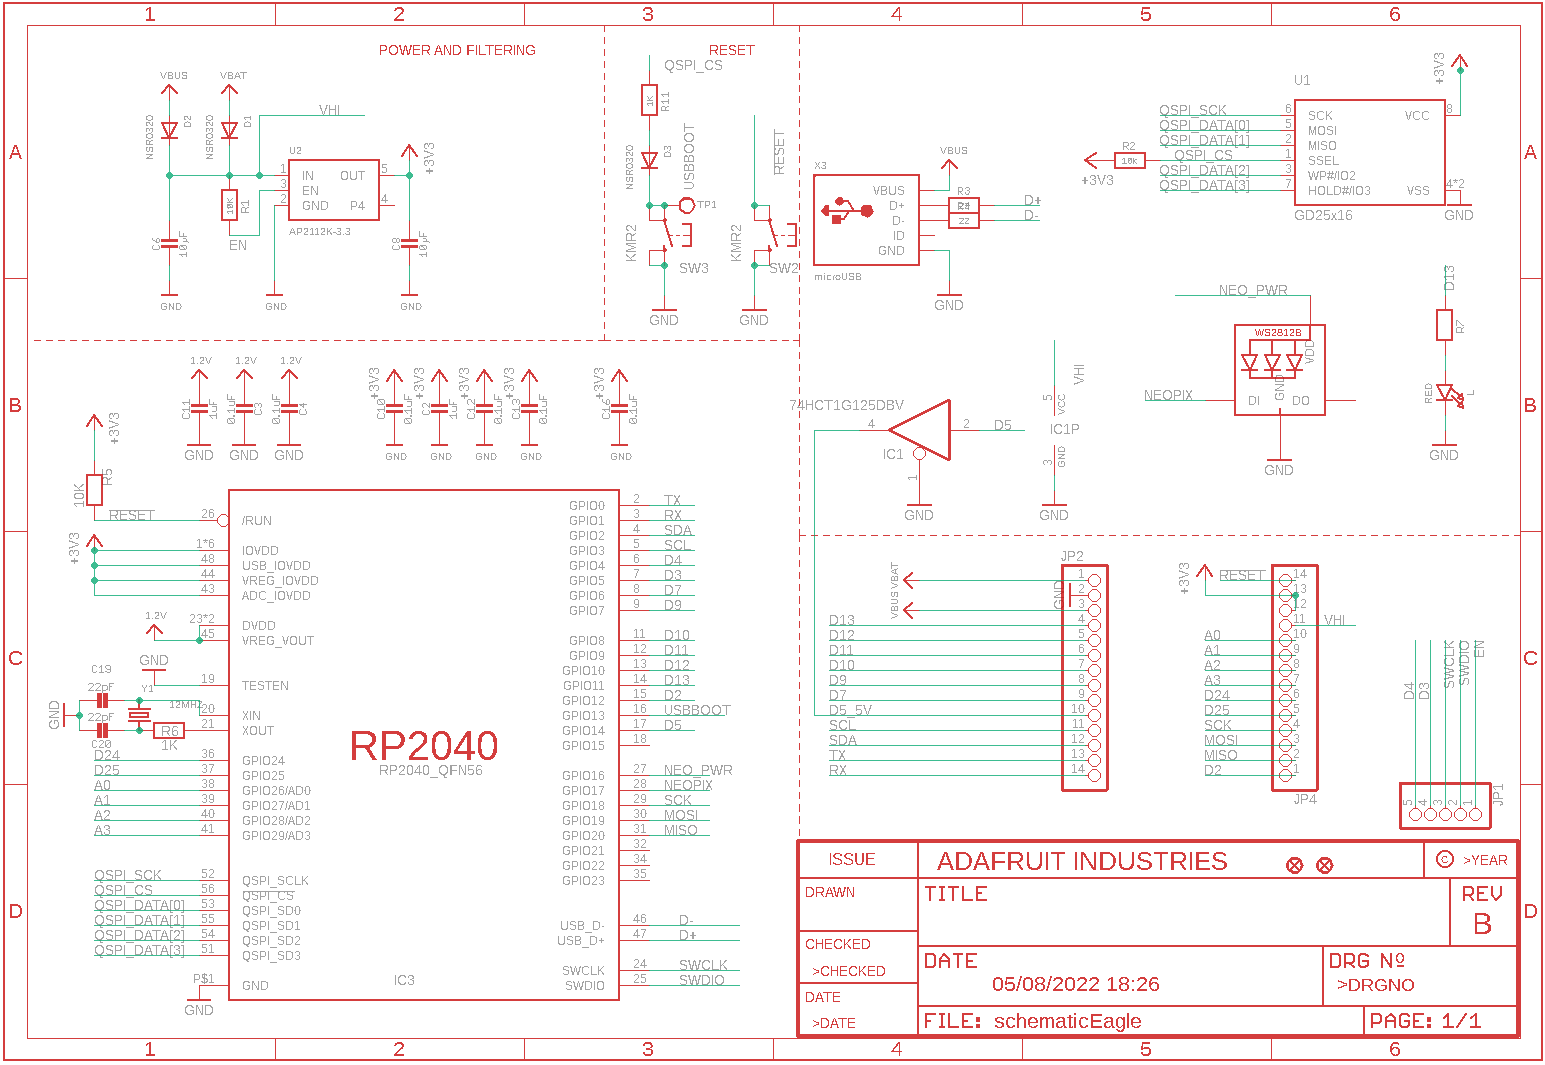 1 2 3 4 5 6
A
B
C
D
A
B
C
D
POWER AND FILTERING
VBUS
VBAT
NSR0320
D2
NSR0320
D1
VHI
U2
IN
EN
GND
OUT
P4
1
3
2
5
4
AP2112K-3.3
10K
R1
EN
C6
10µF
C8
10µF
+3V3
GND
GND
GND
RESET
QSPI_CS
1K
R11
NSR0320
D3
USBBOOT
TP1
KMR2
SW3
GND
RESET
KMR2
SW2
GND
X3
VBUS
D+
D-
ID
GND
microUSB
VBUS
R3
22
D+
D-
GND
U1
+3V3
QSPI_SCK
QSPI_DATA[0]
QSPI_DATA[1]
QSPI_CS
QSPI_DATA[2]
QSPI_DATA[3]
6
5
2
1
3
7
SCK
MOSI
MISO
SSEL
WP#/IO2
HOLD#/IO3
VCC
VSS
8
4*2
GD25x16
GND
R2
10K
+3V3
NEO_PWR
WS2812B
VDD
GND
DI
DO
NEOPIX
GND
D13
R7
RED
L
GND
1.2V
1.2V
1.2V
C11
1uF
0.1uF
C3
0.1uF
C4
GND
GND
GND
+3V3
+3V3
+3V3
+3V3
+3V3
C10
0.1uF
C2
1uF
C12
0.1uF
C13
0.1uF
0.1uF
GND
GND
GND
GND
GND
74HCT1G125DBV
4
2
D5
IC1
1
GND
VHI
5
VCC
IC1P
3
GND
GND
+3V3
10K
R5
RESET
+3V3
1.2V
GND
C19
22pF
Y1
12MHZ
GND
22pF
C20
R6
1K
26
/RUN
1*6
IOVDD
48
USB_IOVDD
44
VREG_IOVDD
43
ADC_IOVDD
23*2
DVDD
45
VREG_VOUT
19
TESTEN
20
XIN
21
XOUT
D24 36 GPIO24
D25 37 GPIO25
A0 38 GPIO26/AD0
A1 39 GPIO27/AD1
A2 40 GPIO28/AD2
A3 41 GPIO29/AD3
QSPI_SCK 52 QSPI_SCLK
QSPI_CS 56 QSPI_CS
QSPI_DATA[0] 53 QSPI_SD0
QSPI_DATA[1] 55 QSPI_SD1
QSPI_DATA[2] 54 QSPI_SD2
QSPI_DATA[3] 51 QSPI_SD3
GND
GND
RP2040
RP2040_QFN56
IC3
GPIO0 2 TX
GPIO1 3 RX
GPIO2 4 SDA
GPIO3 5 SCL
GPIO4 6 D4
GPIO5 7 D3
GPIO6 8 D7
GPIO7 9 D9
GPIO8 11 D10
GPIO9 12 D11
GPIO10 13 D12
GPIO11 14 D13
GPIO12 15 D2
GPIO13 16 USBBOOT
GPIO14 17 D5
GPIO15 18
GPIO16 27 NEO_PWR
GPIO17 28 NEOPIX
GPIO18 29 SCK
GPIO19 30 MOSI
GPIO20 31 MISO
GPIO21 32
GPIO22 34
GPIO23 35
USB_D- 46 D-
USB_D+ 47 D+
SWCLK 24 SWCLK
SWDIO 25 SWDIO
JP2
VBAT
VBUS
GND
1
2
3
D13 4
D12 5
D11 6
D10 7
D9 8
D7 9
D5_5V 10
SCL 11
SDA 12
TX 13
RX 14
+3V3
RESET 14
13
12
11 VHI
A0 10
A1 9
A2 8
A3 7
D24 6
D25 5
SCK 4
MOSI 3
MISO 2
D2 1
JP4
D4
D3
SWCLK
SWDIO
EN
5 4 3 2 1
JP1
ISSUE
ADAFRUIT INDUSTRIES
© >YEAR
DRAWN
TITLE
REV
B
CHECKED
>CHECKED
DATE
05/08/2022 18:26
DRG Nº
>DRGNO
DATE
>DATE
FILE: schematicEagle
PAGE: 1/1
1 2 3 4 5 6